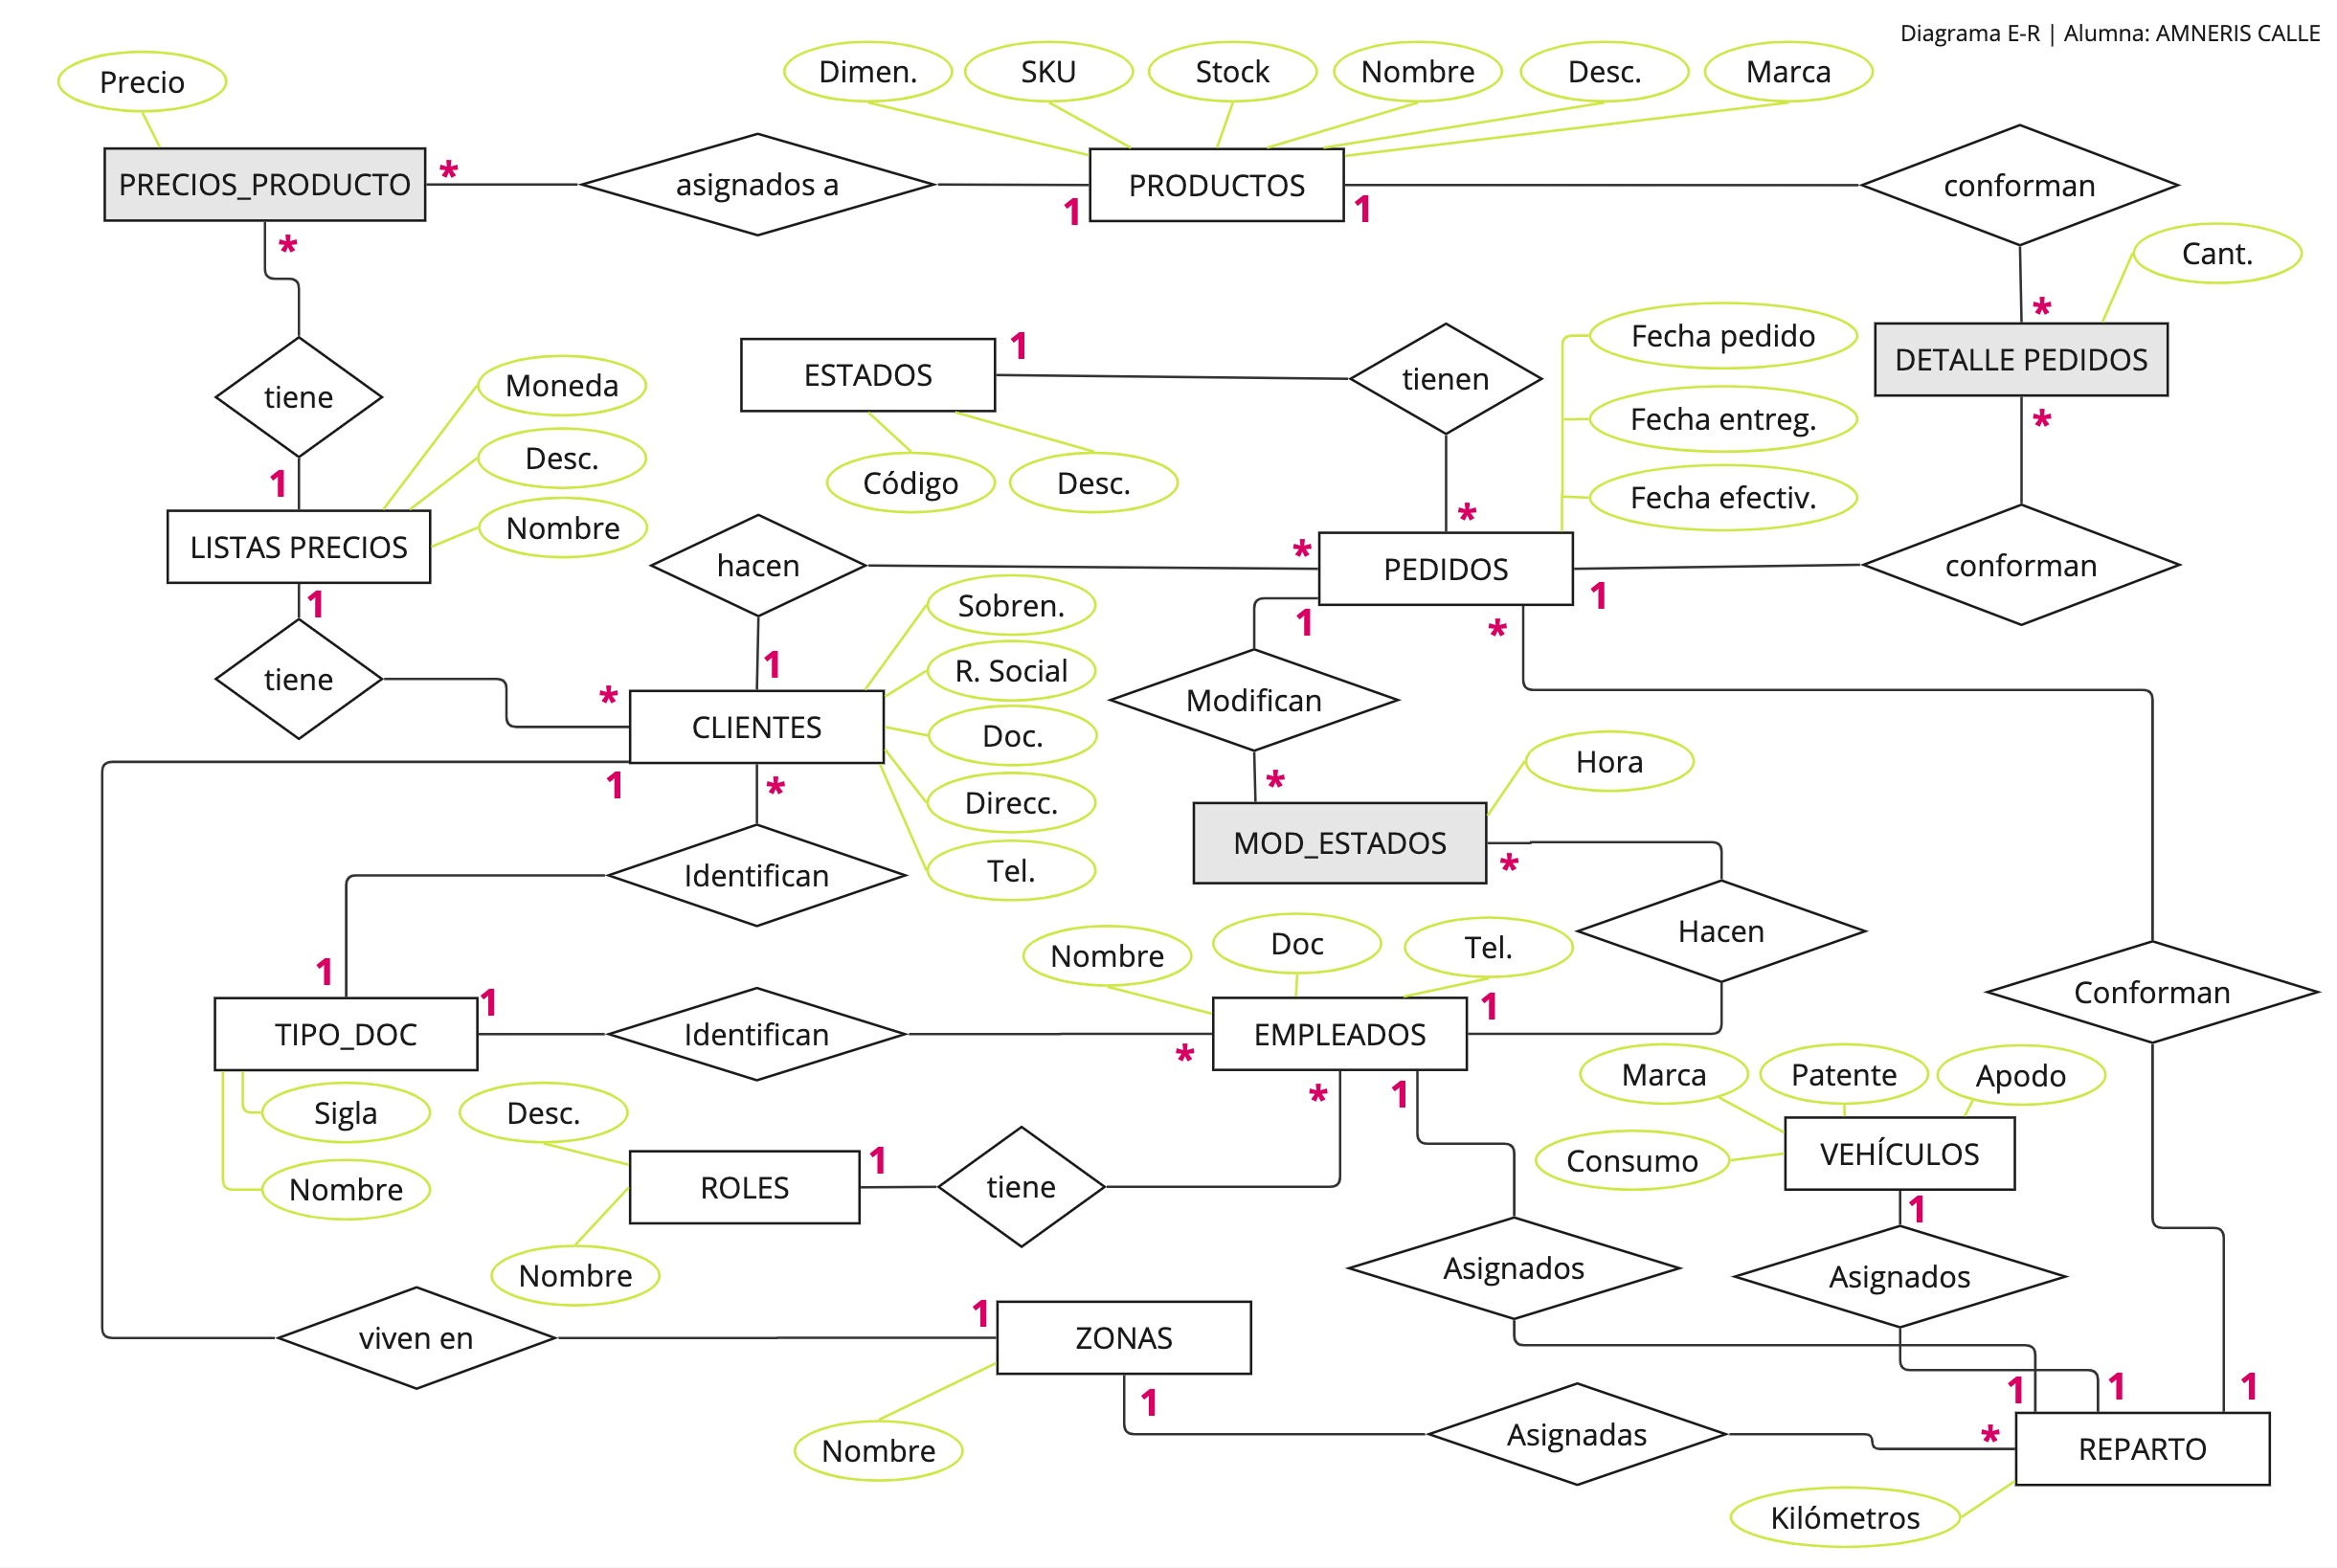 Diagrama E-R | Alumna: AMNERIS CALLE
Precio
Dimen.
SKU
Stock
Nombre
Desc.
Marca
PRECIOS_PRODUCTO
*
asignados a
1
PRODUCTOS
1
conforman
*
Cant.
*
DETALLE PEDIDOS
*
tiene
1
Moneda
Desc.
Nombre
LISTAS PRECIOS
1
ESTADOS
1
Código
Desc.
tienen
*
Fecha pedido
Fecha entreg.
Fecha efectiv.
hacen
*
PEDIDOS
1
conforman
1
*
1
tiene
*
CLIENTES
1
*
Sobren.
R. Social
Doc.
Direcc.
Tel.
Modifican
*
Hora
MOD_ESTADOS
*
Identifican
1
Hacen
Nombre
Doc
Tel.
1
TIPO_DOC
1
Identifican
*
EMPLEADOS
*
1
Conforman
Sigla
Nombre
Desc.
ROLES
1
Nombre
tiene
Marca
Patente
Apodo
Consumo
VEHÍCULOS
1
Asignados
Asignados
viven en
1
ZONAS
1
Nombre
Asignadas
*
1
1
1
REPARTO
Kilómetros